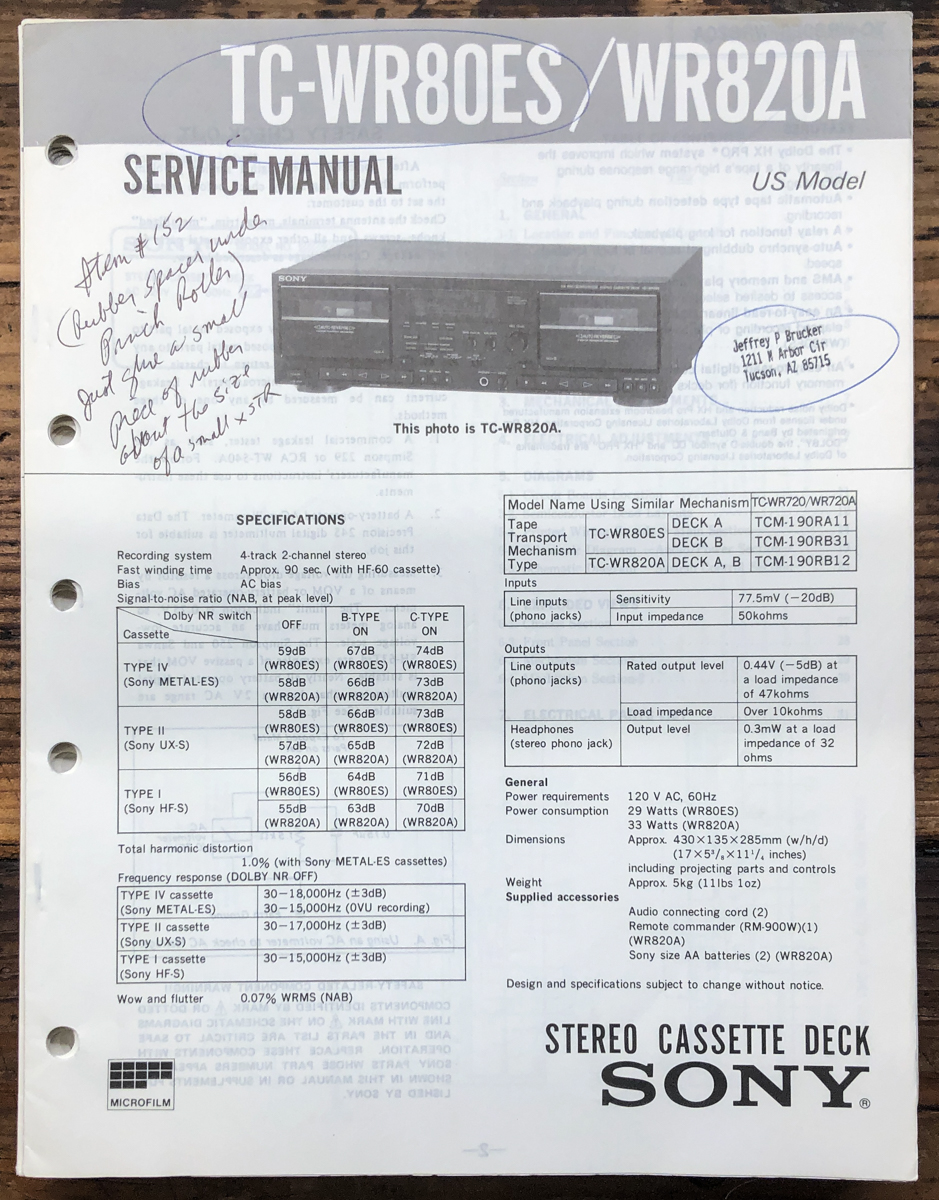 TC-WR80ES/WR820A
SERVICE MANUAL
US Model
Item #152
(Rubber Spacer under
Pinch Roller)
Just glue a small
piece of rubber
about the size
of a small x STR
SONY
Jeffrey P Brucker
1211 N Arbor Cir
Tucson, AZ 85715
This photo is TC-WR820A.
SPECIFICATIONS
Recording system 4-track 2-channel stereo
Fast winding time Approx. 90 sec. (with HF-60 cassette)
Bias AC bias
Signal-to-noise ratio (NAB, at peak level)
Dolby NR switch OFF B-TYPE ON C-TYPE ON
Cassette
TYPE IV (Sony METAL-ES) 59dB (WR80ES) 67dB (WR80ES) 74dB (WR80ES)
58dB (WR820A) 66dB (WR820A) 73dB (WR820A)
TYPE II (Sony UX-S) 58dB (WR80ES) 66dB (WR80ES) 73dB (WR80ES)
57dB (WR820A) 65dB (WR820A) 72dB (WR820A)
TYPE I (Sony HF-S) 56dB (WR80ES) 64dB (WR80ES) 71dB (WR80ES)
55dB (WR820A) 63dB (WR820A) 70dB (WR820A)
Total harmonic distortion
1.0% (with Sony METAL-ES cassettes)
Frequency response (DOLBY NR OFF)
TYPE IV cassette 30−18,000Hz (±3dB)
(Sony METAL-ES) 30−15,000Hz (0VU recording)
TYPE II cassette 30−17,000Hz (±3dB)
(Sony UX-S)
TYPE I cassette 30−15,000Hz (±3dB)
(Sony HF-S)
Wow and flutter 0.07% WRMS (NAB)
Model Name Using Similar Mechanism TC-WR720/WR720A
Tape Transport Mechanism Type TC-WR80ES DECK A TCM-190RA11
DECK B TCM-190RB31
TC-WR820A DECK A, B TCM-190RB12
Inputs
Line inputs Sensitivity 77.5mV (−20dB)
(phono jacks) Input impedance 50kohms
Outputs
Line outputs Rated output level 0.44V (−5dB) at
(phono jacks) a load impedance
of 47kohms
Load impedance Over 10kohms
Headphones Output level 0.3mW at a load
(stereo phono jack) impedance of 32
ohms
General
Power requirements 120 V AC, 60Hz
Power consumption 29 Watts (WR80ES)
33 Watts (WR820A)
Dimensions Approx. 430×135×285mm (w/h/d)
(17×5³/₈×11¹/₄ inches)
including projecting parts and controls
Weight Approx. 5kg (11lbs 1oz)
Supplied accessories
Audio connecting cord (2)
Remote commander (RM-900W)(1)
(WR820A)
Sony size AA batteries (2) (WR820A)
Design and specifications subject to change without notice.
MICROFILM
STEREO CASSETTE DECK
SONY®